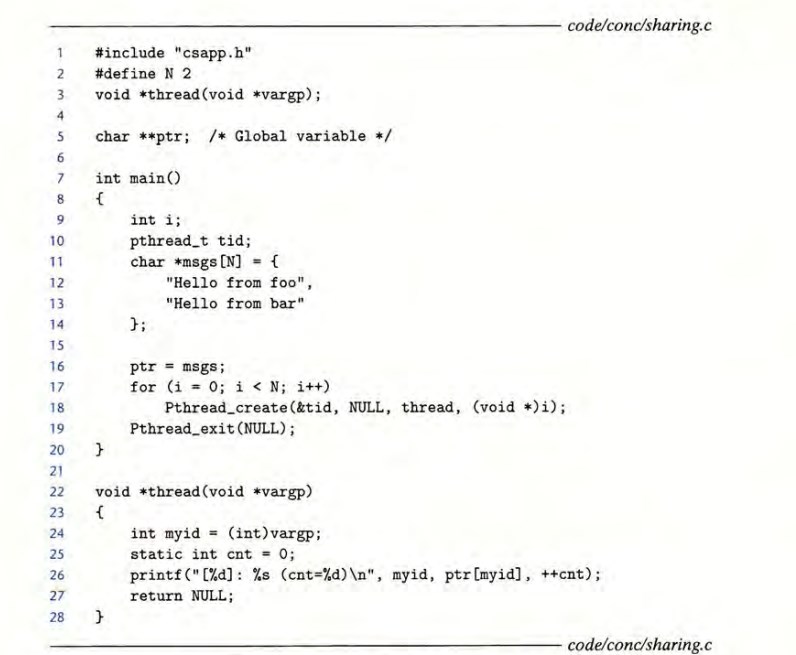 code/conc/sharing.c
1 #include "csapp.h"
2 #define N 2
3 void *thread(void *vargp);
4
5 char **ptr; /* Global variable */
6
7 int main()
8 {
9 int i;
10 pthread_t tid;
11 char *msgs[N] = {
12 "Hello from foo",
13 "Hello from bar"
14 };
15
16 ptr = msgs;
17 for (i = 0; i < N; i++)
18 Pthread_create(&tid, NULL, thread, (void *)i);
19 Pthread_exit(NULL);
20 }
21
22 void *thread(void *vargp)
23 {
24 int myid = (int)vargp;
25 static int cnt = 0;
26 printf("[%d]: %s (cnt=%d)\n", myid, ptr[myid], ++cnt);
27 return NULL;
28 }
code/conc/sharing.c